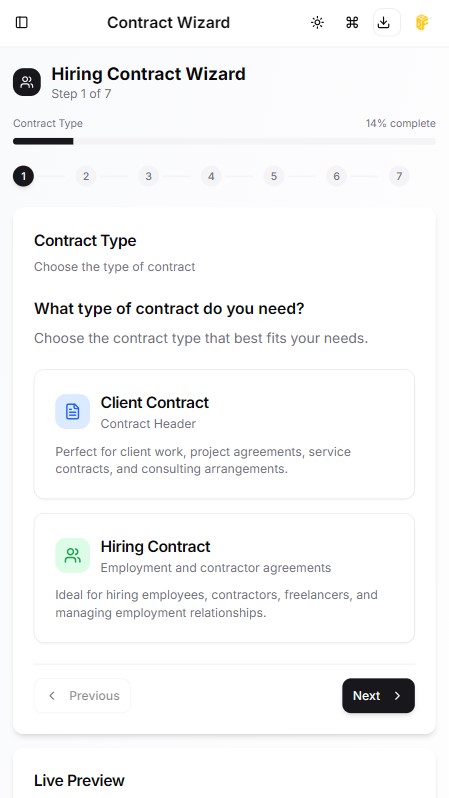 Contract Wizard
Hiring Contract Wizard
Step 1 of 7
Contract Type
14% complete
1 2 3 4 5 6 7
Contract Type
Choose the type of contract
What type of contract do you need?
Choose the contract type that best fits your needs.
Client Contract
Contract Header
Perfect for client work, project agreements, service
contracts, and consulting arrangements.
Hiring Contract
Employment and contractor agreements
Ideal for hiring employees, contractors, freelancers, and
managing employment relationships.
Previous
Next
Live Preview